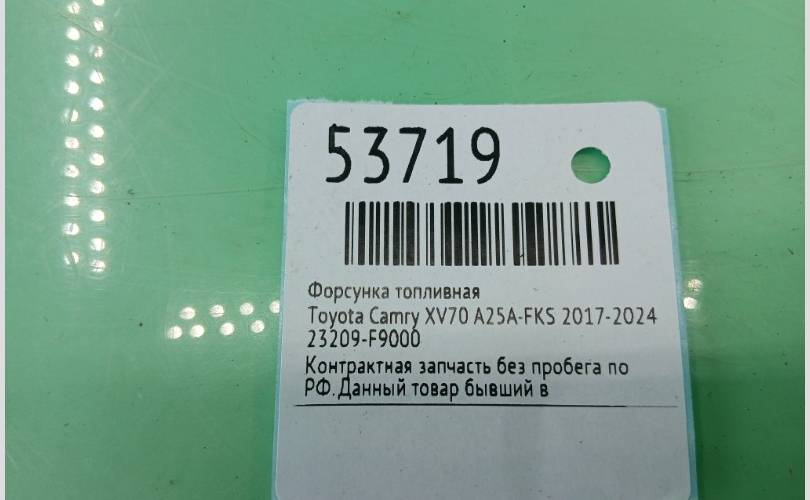 53719
Форсунка топливная
Toyota Camry XV70 A25A-FKS 2017-2024
23209-F9000
Контрактная запчасть без пробега по
РФ. Данный товар бывший в